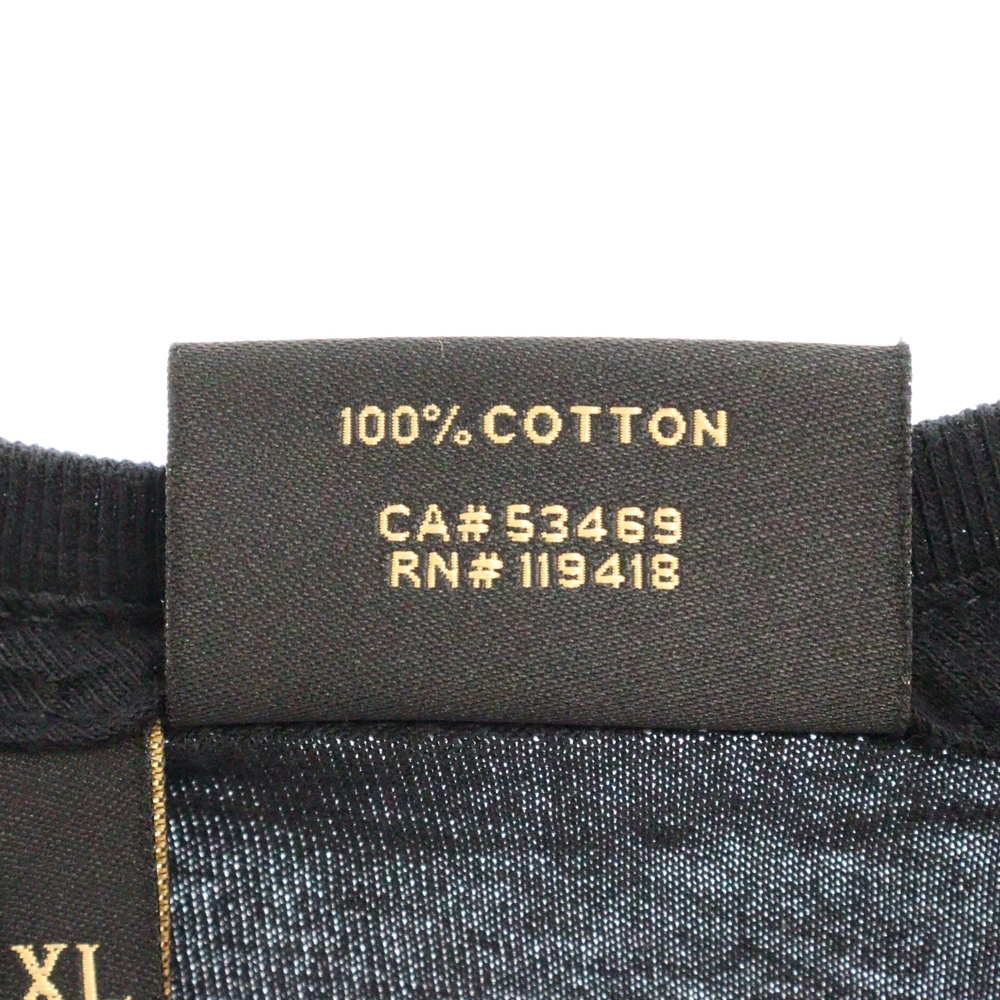 100% COTTON
CA# 53469
RN# 119418
XL